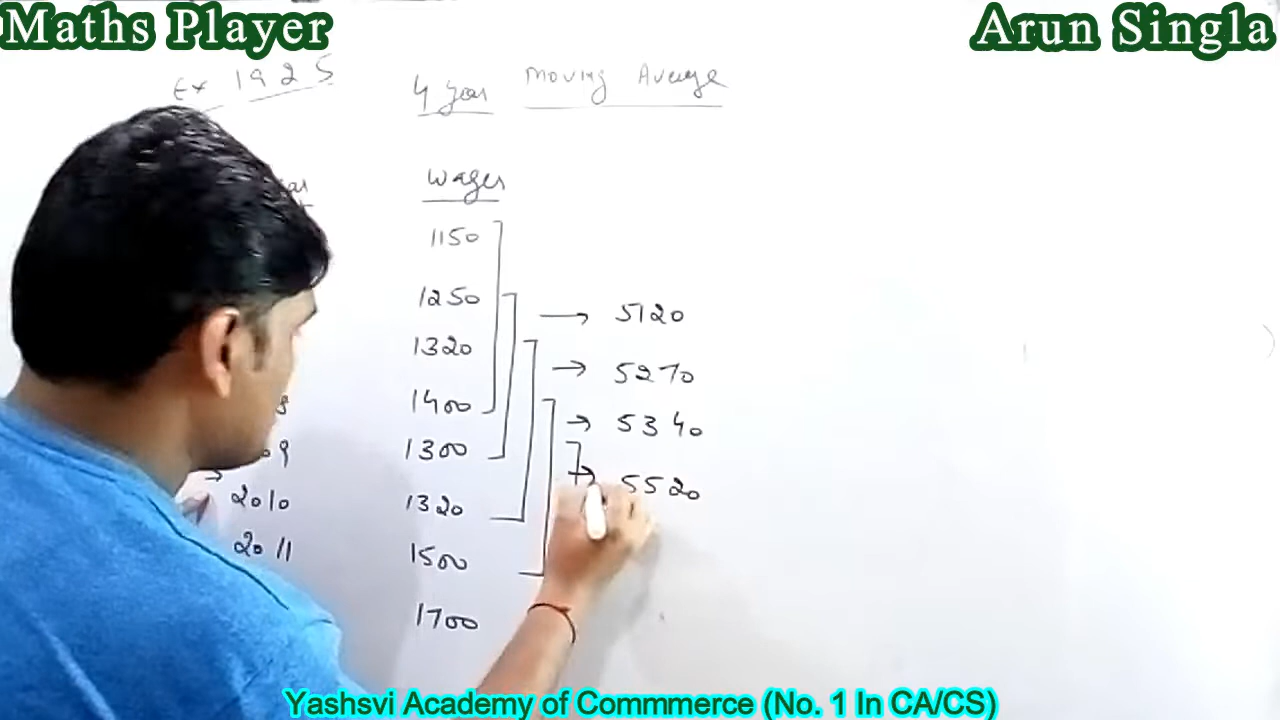 Maths Player
Arun Singla
Ex 1925
4 year Moving Average
Wages
1150
1250 → 5120
1320 → 5270
1400 → 5340
1300 → 5520
2010 1320
2011 1500
1700
Yashsvi Academy of Commmerce (No. 1 In CA/CS)